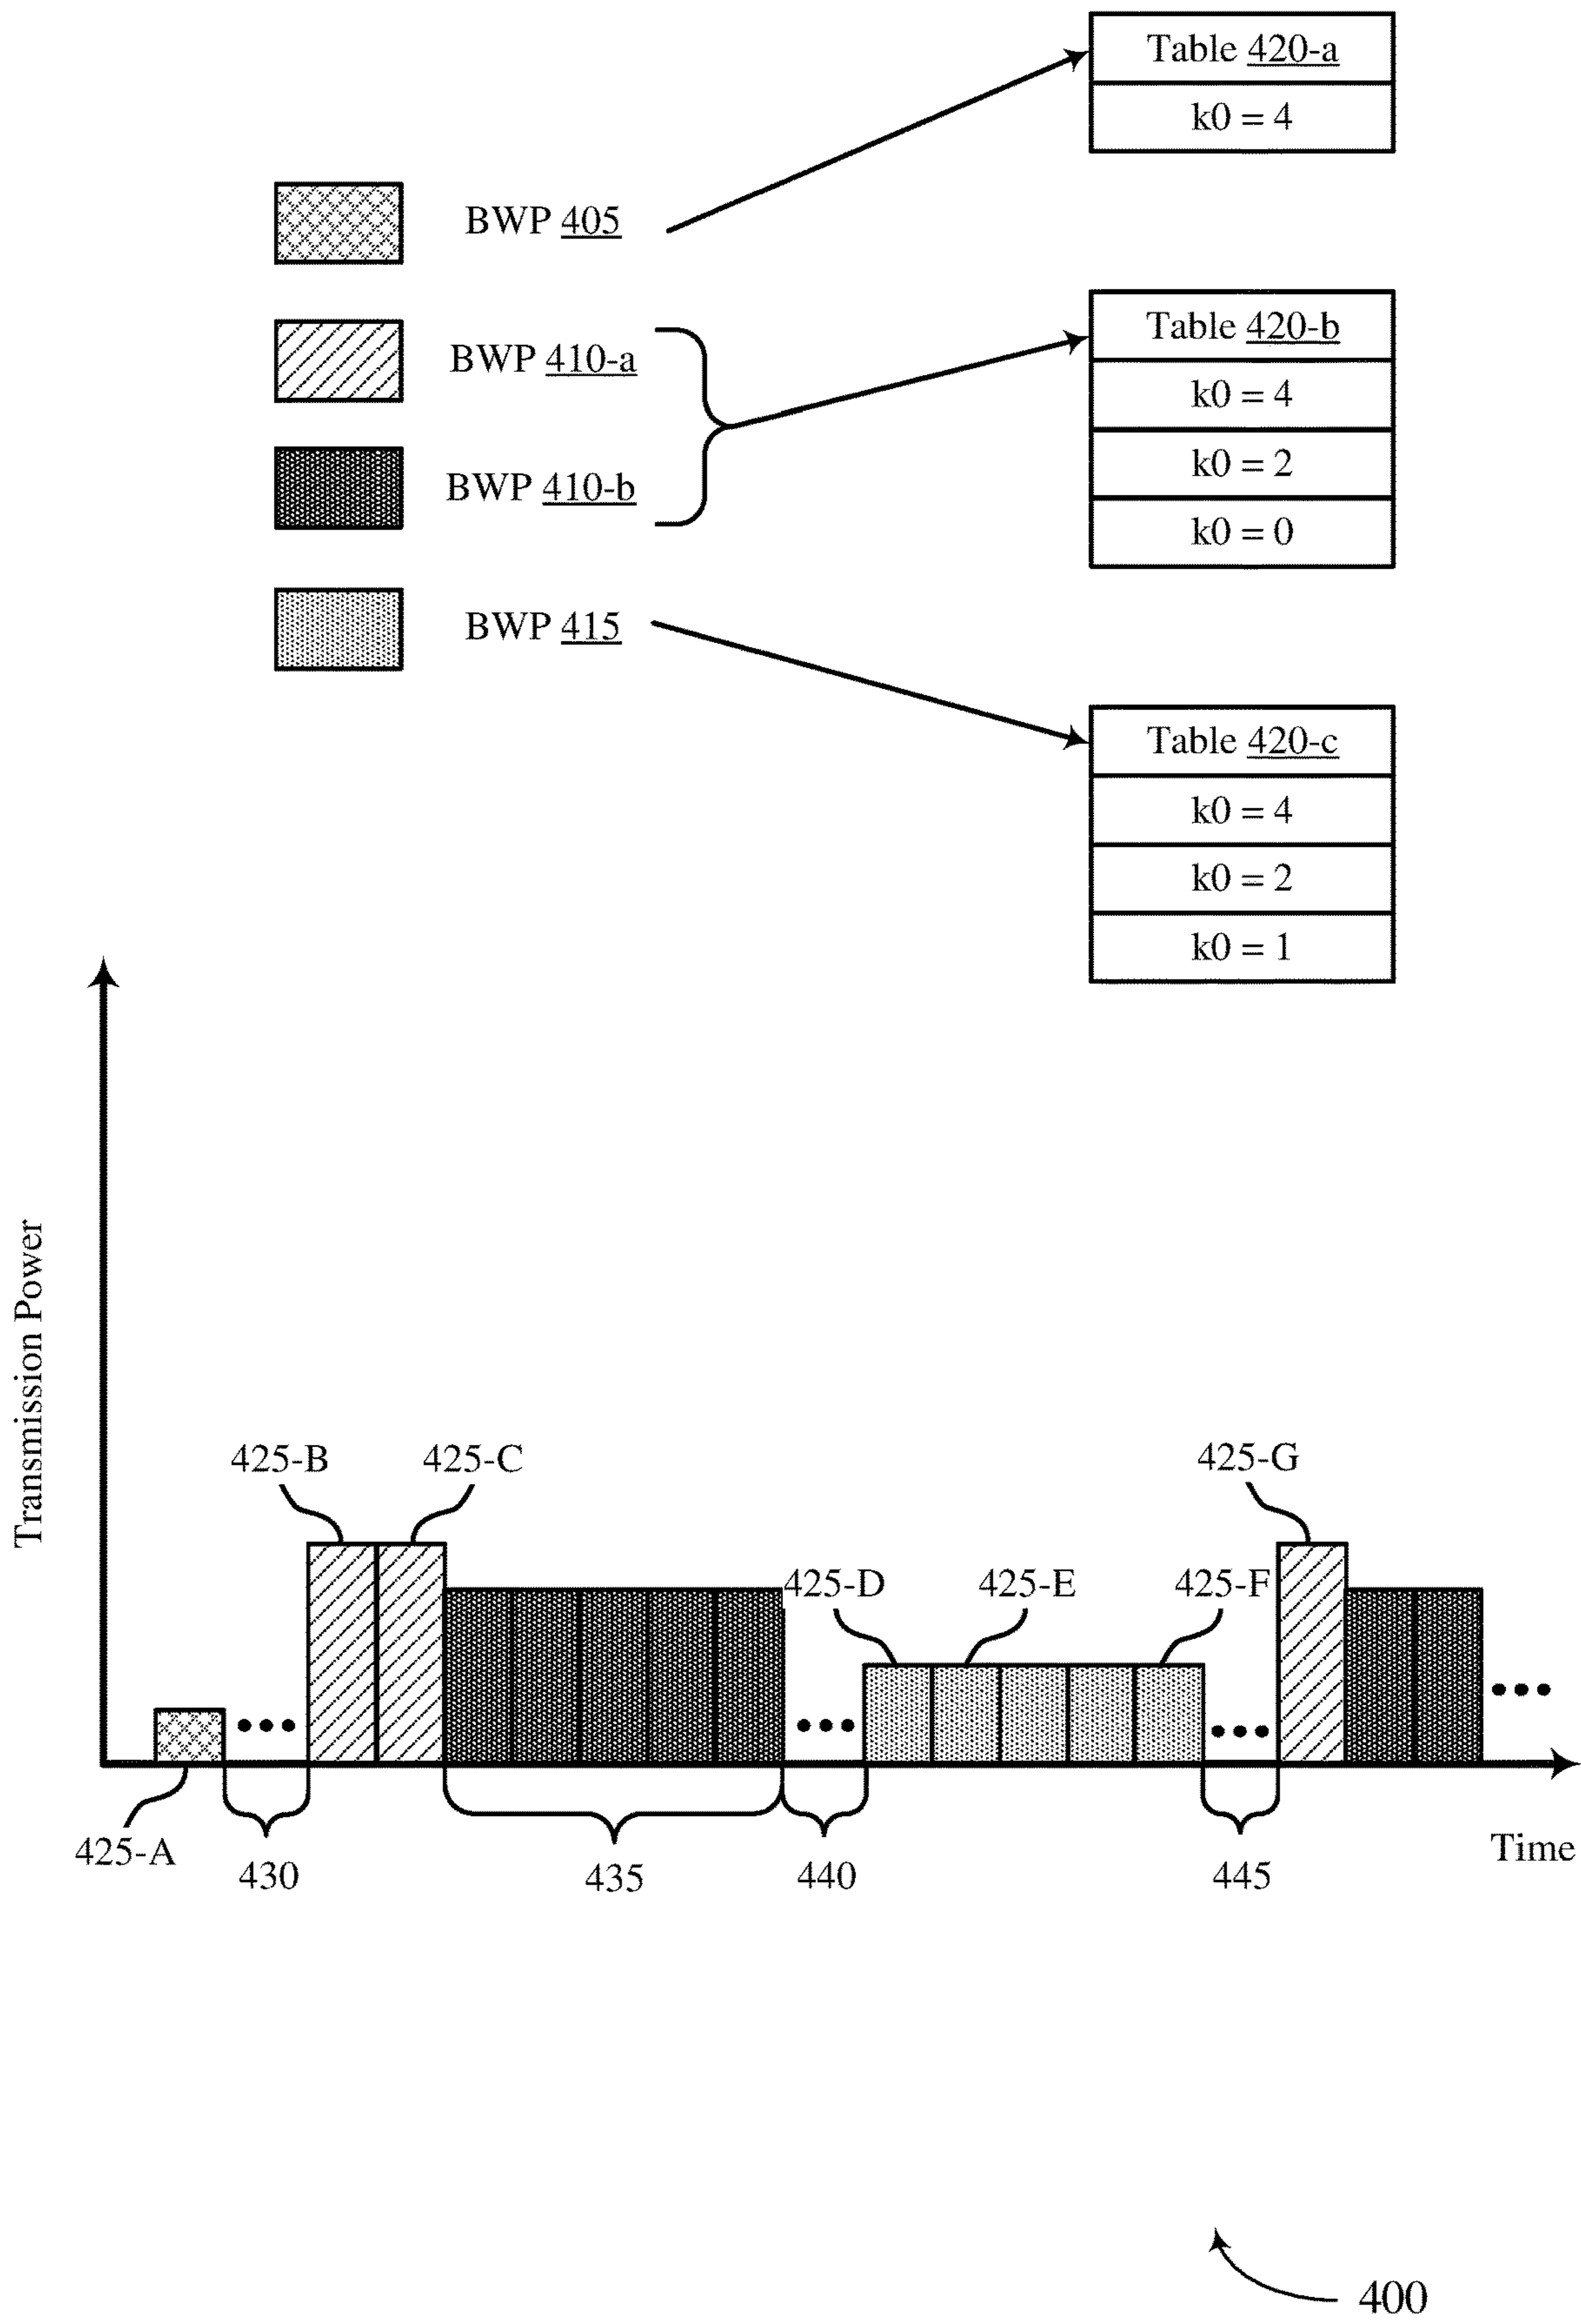 Table 420-a
k0 = 4
BWP 405
BWP 410-a
BWP 410-b
BWP 415
Table 420-b
k0 = 4
k0 = 2
k0 = 0
Table 420-c
k0 = 4
k0 = 2
k0 = 1
Transmission Power
425-B
425-C
425-G
425-D
425-E
425-F
425-A
430
435
440
445
Time
400